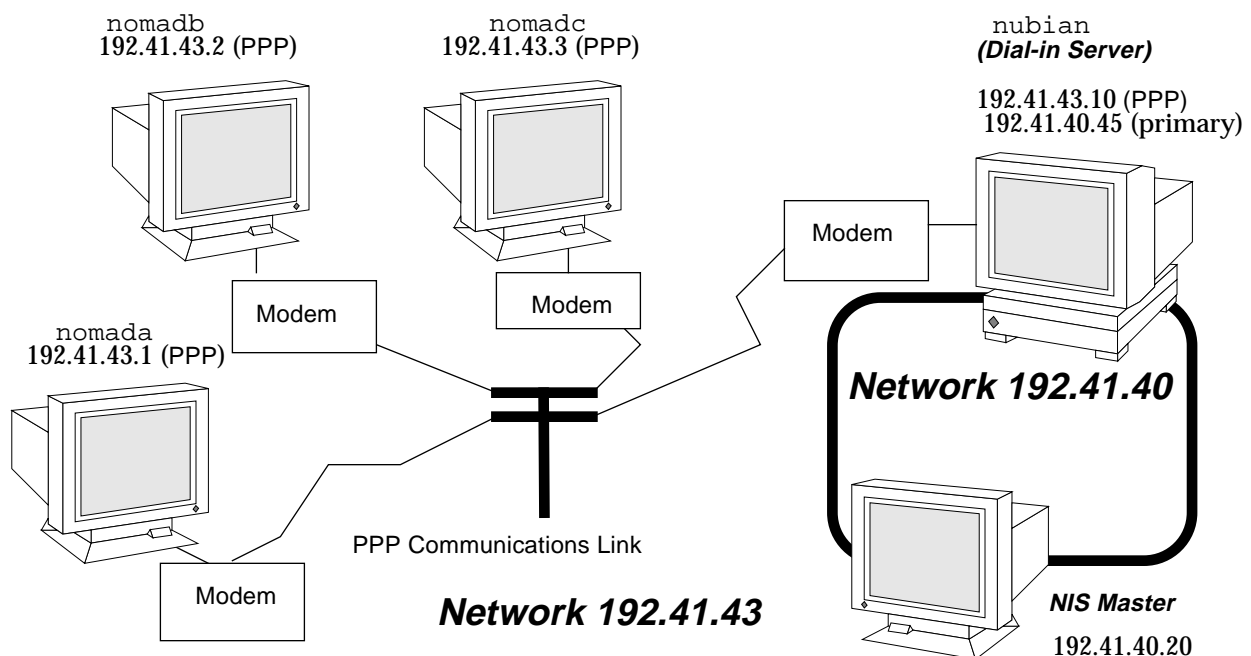 nomadb
192.41.43.2 (PPP)
nomadc
192.41.43.3 (PPP)
nubian
(Dial-in Server)
192.41.43.10 (PPP)
192.41.40.45 (primary)
Modem
Modem
Modem
nomada
192.41.43.1 (PPP)
Network 192.41.40
PPP Communications Link
Modem
Network 192.41.43
NIS Master
192.41.40.20